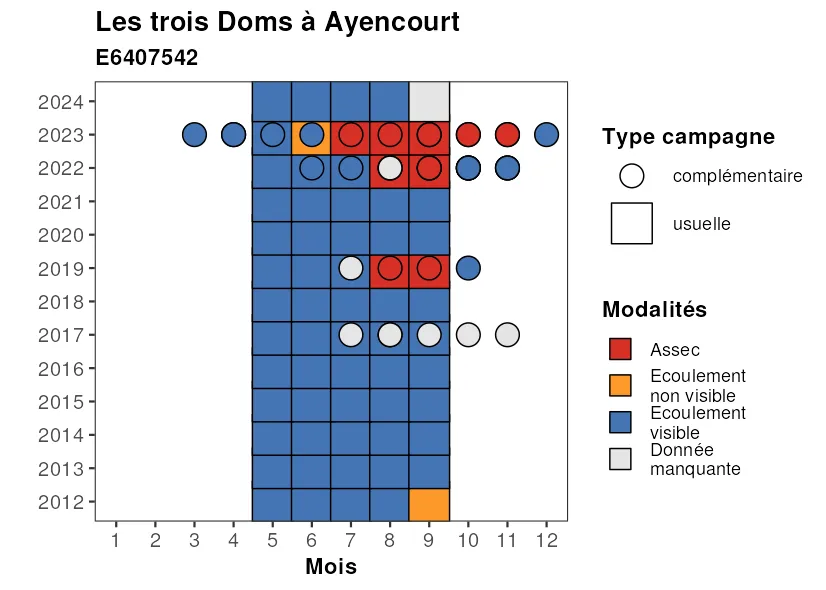 Les trois Doms à Ayencourt
E6407542
2024
2023
2022
2021
2020
2019
2018
2017
2016
2015
2014
2013
2012
1 2 3 4 5 6 7 8 9 10 11 12
Mois
Type campagne
complémentaire
usuelle
Modalités
Assec
Ecoulement
non visible
Ecoulement
visible
Donnée
manquante